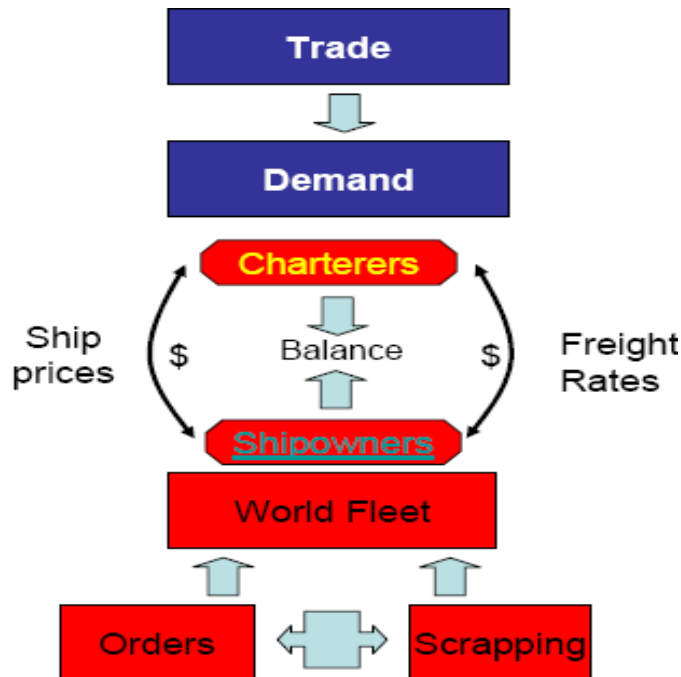 Trade
Demand
Charterers
Ship
prices
$
Balance
$
Freight
Rates
Shipowners
World Fleet
Orders
Scrapping